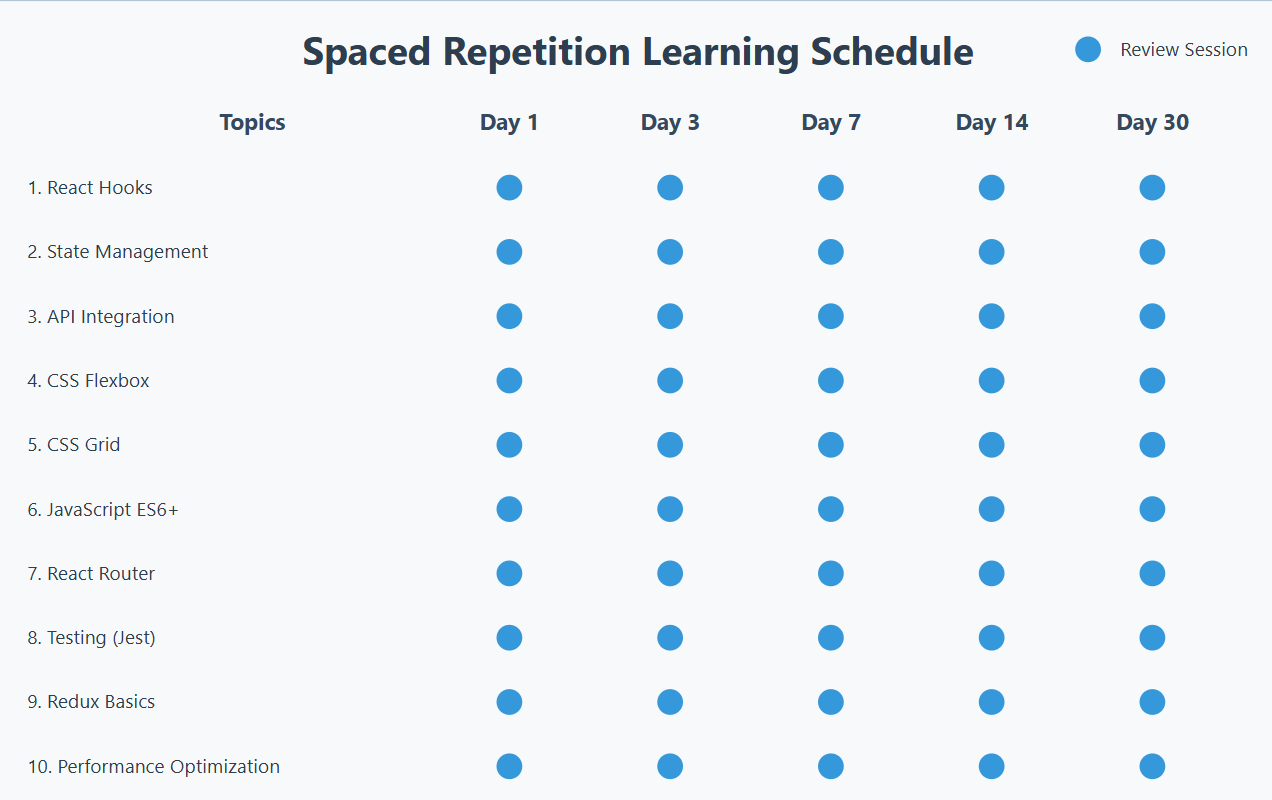 Spaced Repetition Learning Schedule
Review Session
Topics Day 1 Day 3 Day 7 Day 14 Day 30
1. React Hooks
2. State Management
3. API Integration
4. CSS Flexbox
5. CSS Grid
6. JavaScript ES6+
7. React Router
8. Testing (Jest)
9. Redux Basics
10. Performance Optimization